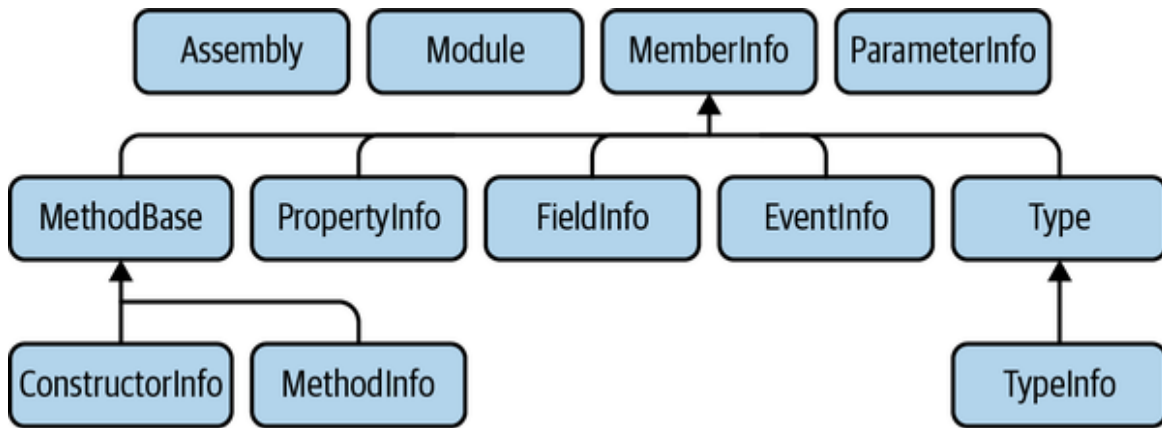 Assembly
Module
MemberInfo
ParameterInfo
MethodBase
PropertyInfo
FieldInfo
EventInfo
Type
ConstructorInfo
MethodInfo
TypeInfo